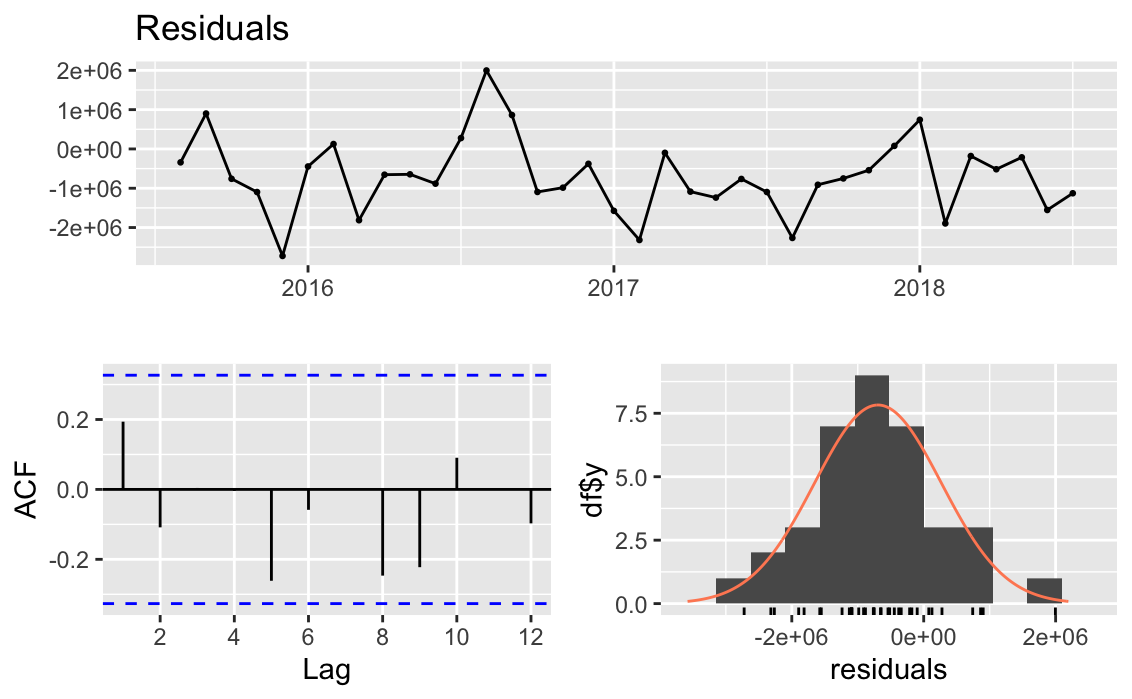 Residuals
2e+06
1e+06
0e+00
-1e+06
-2e+06
2016 2017 2018
ACF
0.2
0.0
-0.2
2 4 6 8 10 12
Lag
df$y
7.5
5.0
2.5
0.0
-2e+06 0e+00 2e+06
residuals